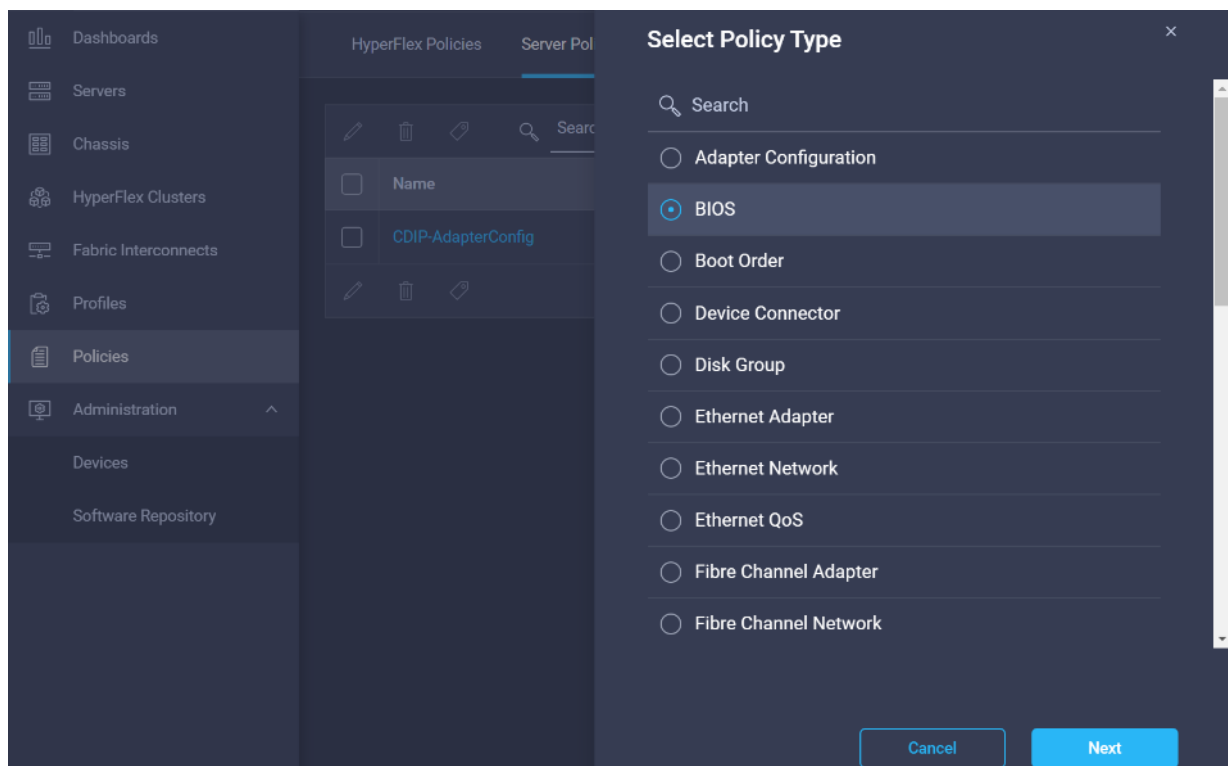 Dashboards
Servers
Chassis
HyperFlex Clusters
Fabric Interconnects
Profiles
Policies
Administration
Devices
Software Repository
HyperFlex Policies
Server Pol
Searc
Name
CDIP-AdapterConfig
Select Policy Type
Search
Adapter Configuration
BIOS
Boot Order
Device Connector
Disk Group
Ethernet Adapter
Ethernet Network
Ethernet QoS
Fibre Channel Adapter
Fibre Channel Network
Cancel
Next